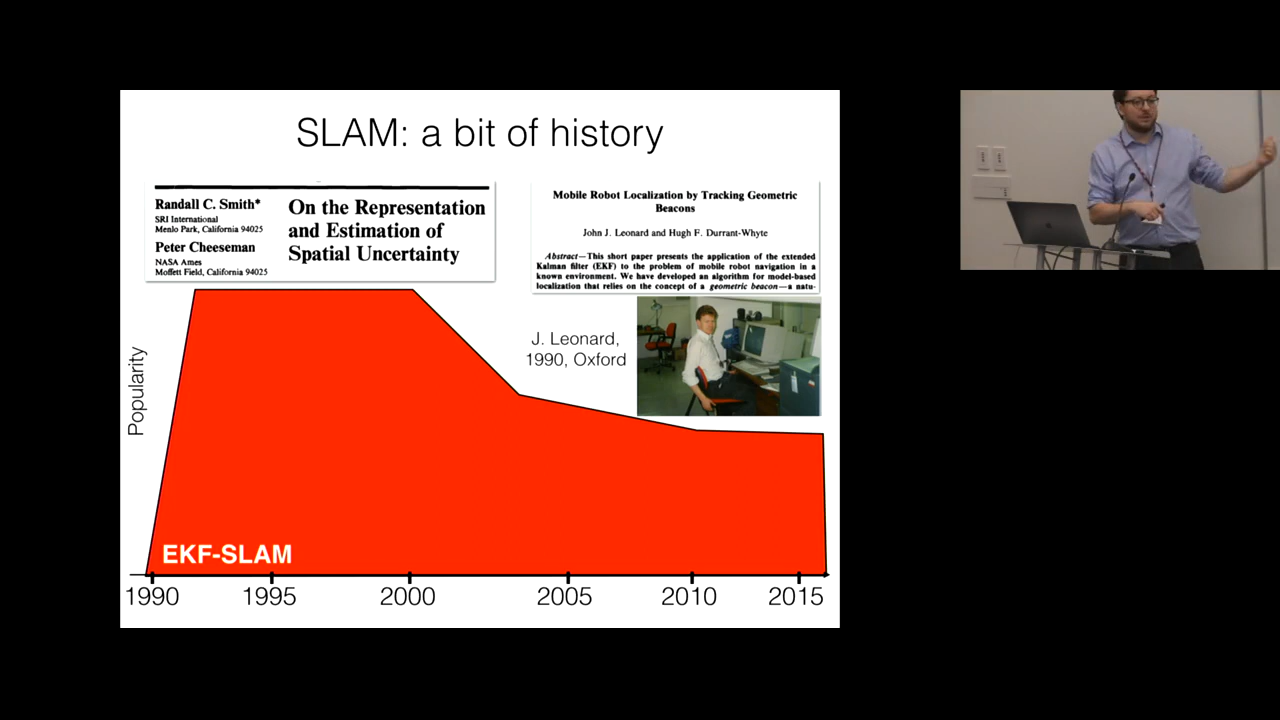 SLAM: a bit of history
Randall C. Smith*
SRI International
Menlo Park, California 94025
Peter Cheeseman
NASA Ames
Moffett Field, California 94025
On the Representation
and Estimation of
Spatial Uncertainty
Mobile Robot Localization by Tracking Geometric
Beacons
John J. Leonard and Hugh F. Durrant-Whyte
Abstract—This short paper presents the application of the extended
Kalman filter (EKF) to the problem of mobile robot navigation in a
known environment. We have developed an algorithm for model-based
localization that relies on the concept of a geometric beacon—a natu-
J. Leonard,
1990, Oxford
Popularity
EKF-SLAM
1990 1995 2000 2005 2010 2015